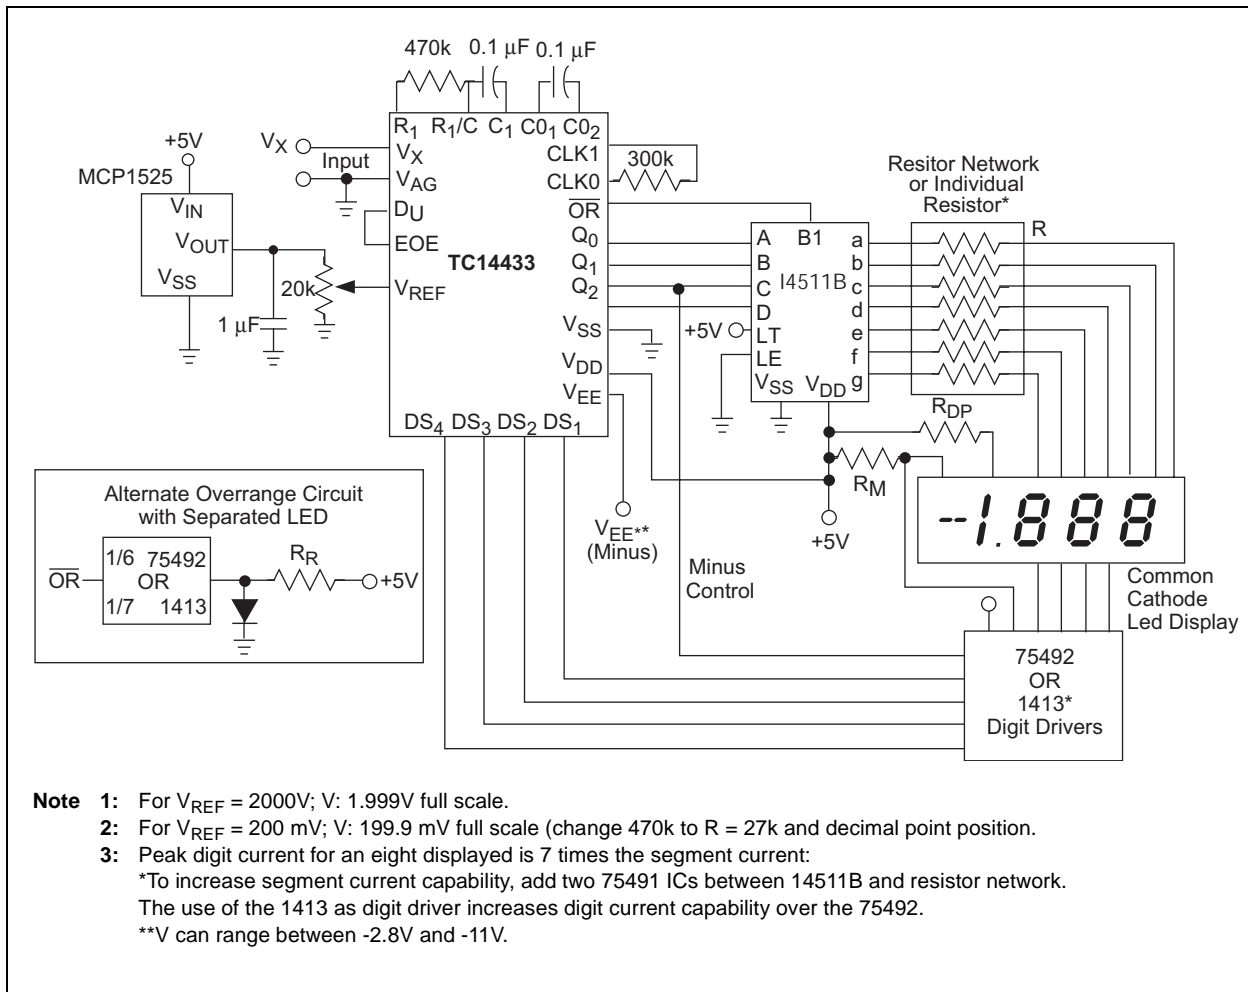 470k 0.1 μF 0.1 μF
R1 R1/C C1 C01 C02
+5V
MCP1525
VIN
VOUT
VSS
1 μF
20k
VX
Input
VX
VAG
DU
EOE
VREF
TC14433
CLK1
CLK0
300k
OR
Q0
Q1
Q2
VSS
VDD
VEE
DS4 DS3 DS2 DS1
A B1 a
B b
C I4511B c
D d
LT e
LE f
VSS VDD g
+5V
Resitor Network
or Individual
Resistor*
R
RDP
RM
+5V
VEE**
(Minus)
Minus
Control
-1.888
Common
Cathode
Led Display
75492
OR
1413*
Digit Drivers
Alternate Overrange Circuit
with Separated LED
OR
1/6 75492
OR
1/7 1413
RR
+5V
Note 1: For VREF = 2000V; V: 1.999V full scale.
2: For VREF = 200 mV; V: 199.9 mV full scale (change 470k to R = 27k and decimal point position.
3: Peak digit current for an eight displayed is 7 times the segment current:
*To increase segment current capability, add two 75491 ICs between 14511B and resistor network.
The use of the 1413 as digit driver increases digit current capability over the 75492.
**V can range between -2.8V and -11V.